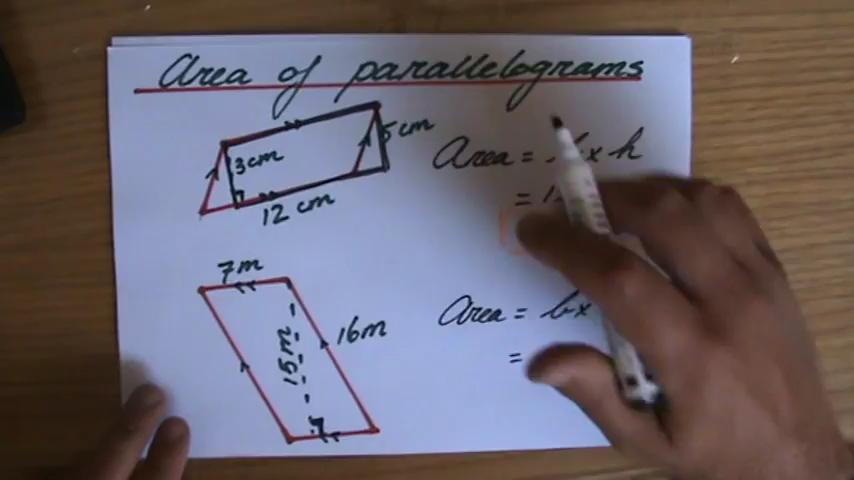 Area of parallelograms
3cm
5cm
12 cm
Area = b x h
=
7m
15m
16m
Area = b x
=